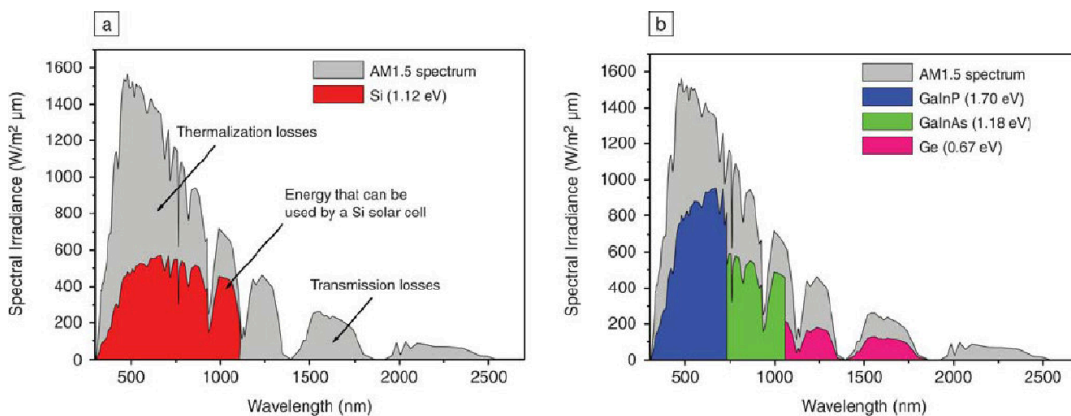 a
1600
1400
1200
1000
800
600
400
200
0
Spectral Irradiance (W/m² μm)
AM1.5 spectrum
Si (1.12 eV)
Thermalization losses
Energy that can be
used by a Si solar cell
Transmission losses
500 1000 1500 2000 2500
Wavelength (nm)
b
1600
1400
1200
1000
800
600
400
200
0
Spectral Irradiance (W/m² μm)
AM1.5 spectrum
GaInP (1.70 eV)
GaInAs (1.18 eV)
Ge (0.67 eV)
500 1000 1500 2000 2500
Wavelength (nm)